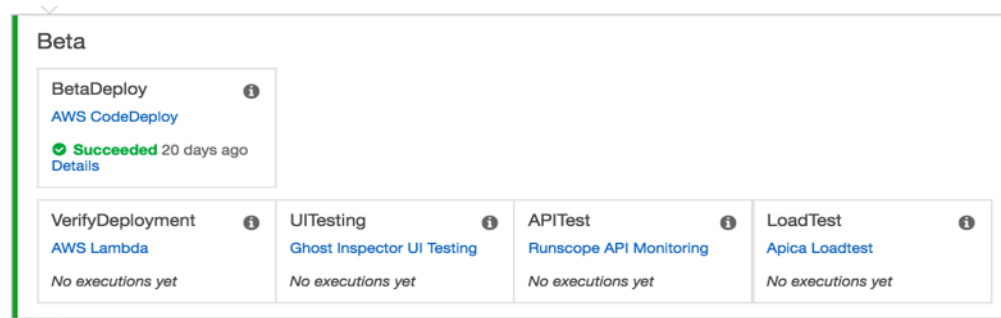 Beta
BetaDeploy
AWS CodeDeploy
Succeeded 20 days ago
Details
VerifyDeployment
AWS Lambda
No executions yet
UITesting
Ghost Inspector UI Testing
No executions yet
APITest
Runscope API Monitoring
No executions yet
LoadTest
Apica Loadtest
No executions yet